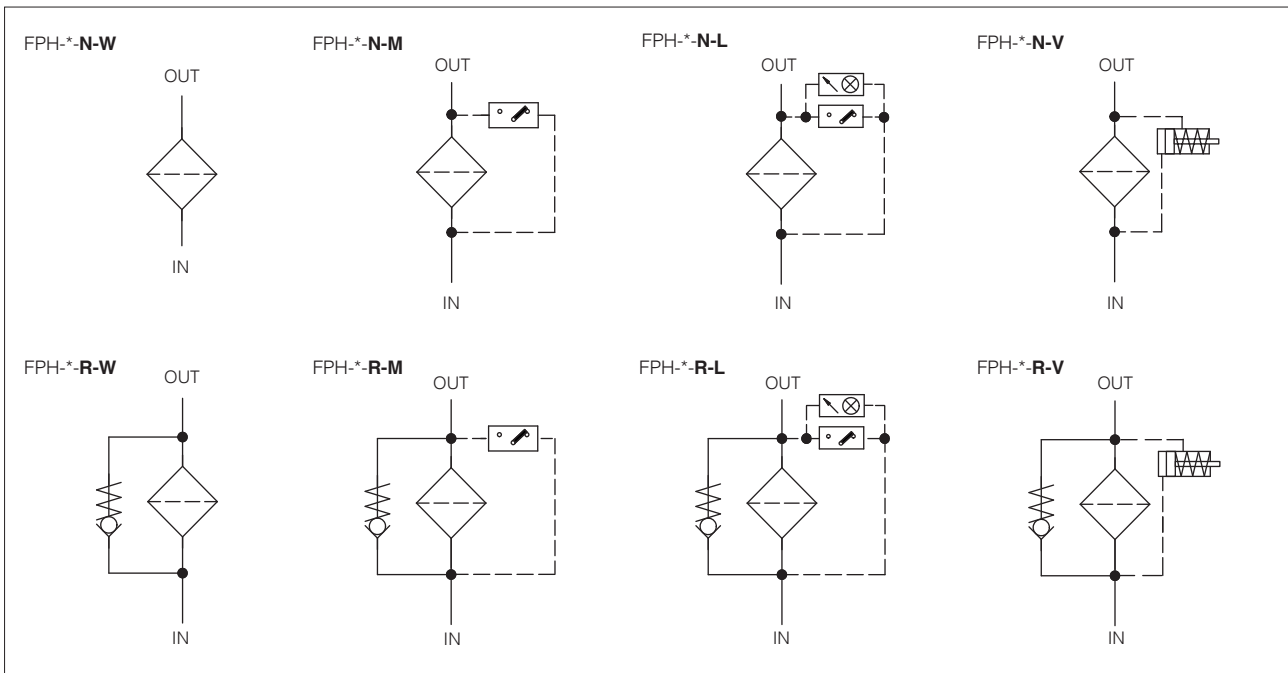 FPH-*-N-W
FPH-*-N-M
FPH-*-N-L
FPH-*-N-V
OUT
OUT
OUT
OUT
IN
IN
IN
IN
FPH-*-R-W
FPH-*-R-M
FPH-*-R-L
FPH-*-R-V
OUT
OUT
OUT
OUT
IN
IN
IN
IN